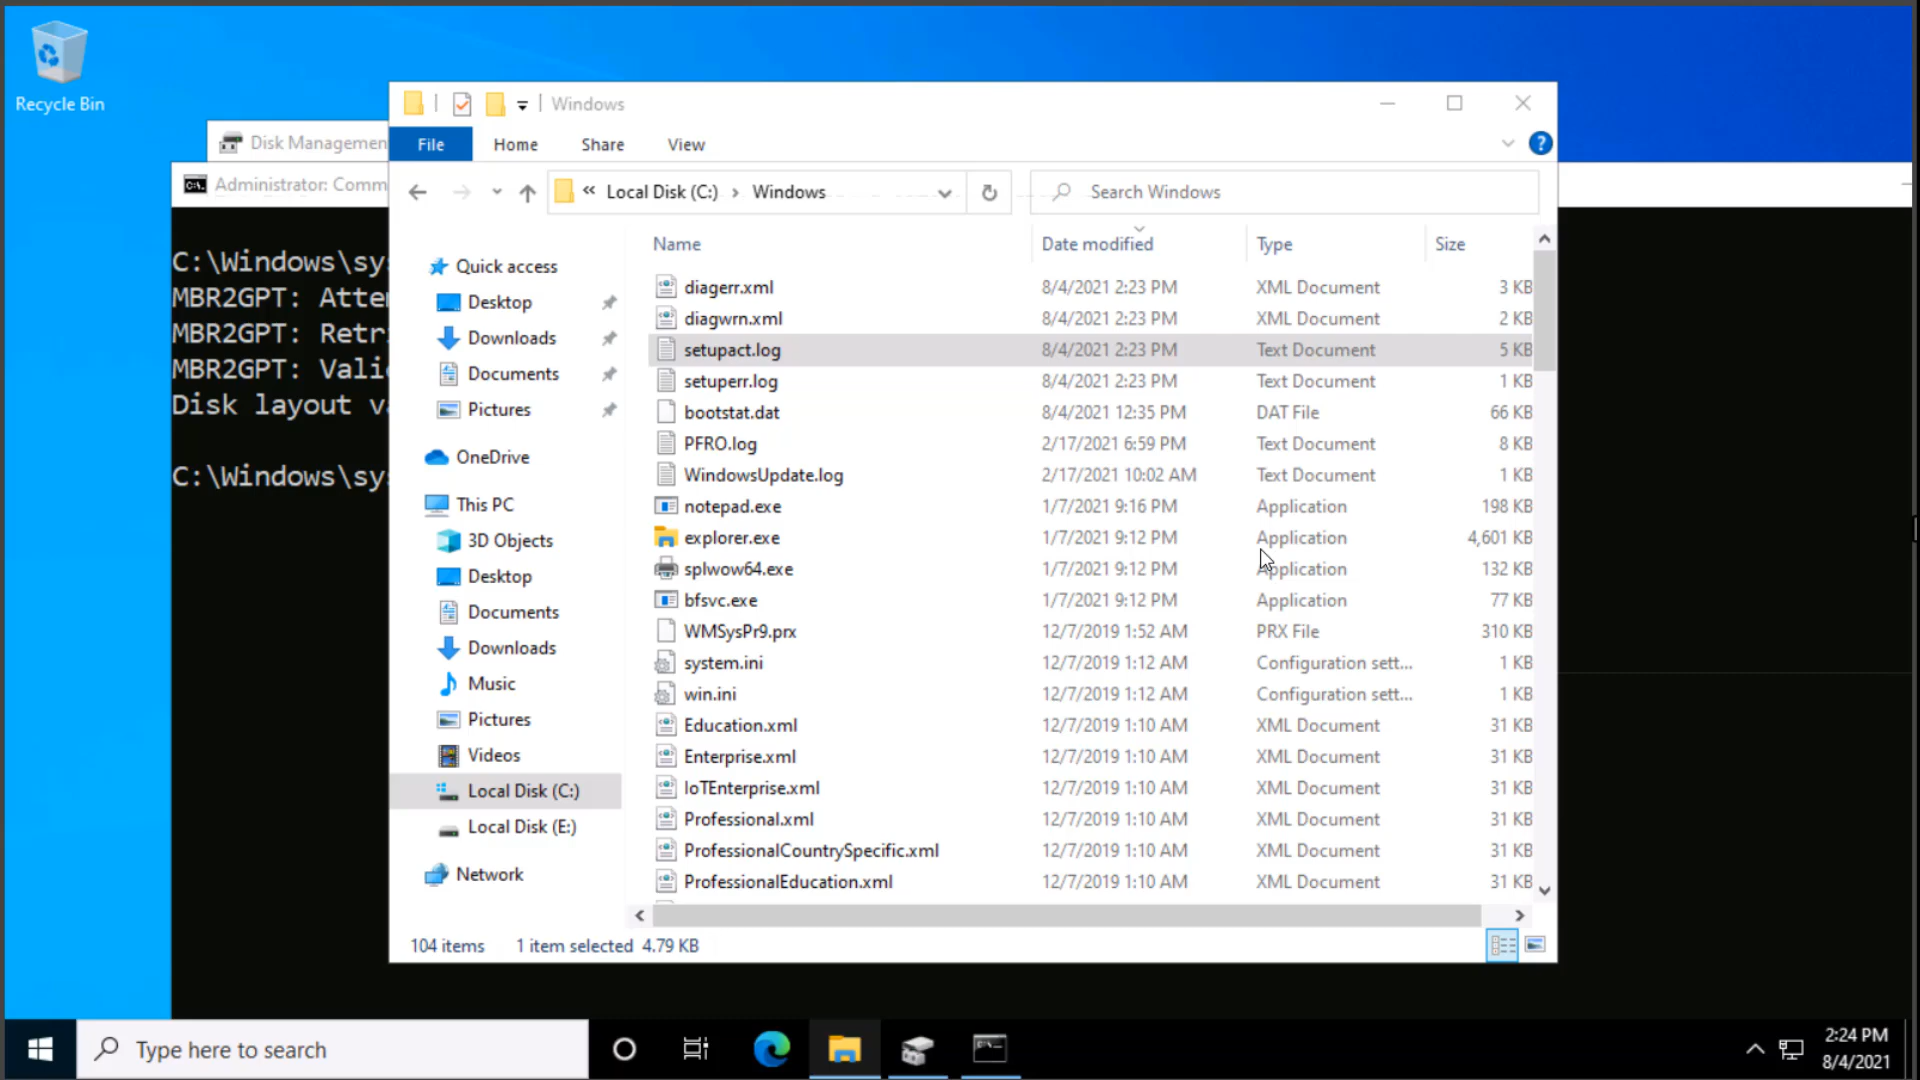 Recycle Bin
Disk Managemen
Administrator: Comm
C:\Windows\sy
MBR2GPT: Atte
MBR2GPT: Retr
MBR2GPT: Vali
Disk layout v
C:\Windows\sy
Windows
File Home Share View
« Local Disk (C:) › Windows
Search Windows
Name Date modified Type Size
Quick access
Desktop
Downloads
Documents
Pictures
OneDrive
This PC
3D Objects
Desktop
Documents
Downloads
Music
Pictures
Videos
Local Disk (C:)
Local Disk (E:)
Network
diagerr.xml 8/4/2021 2:23 PM XML Document 3 KB
diagwrn.xml 8/4/2021 2:23 PM XML Document 2 KB
setupact.log 8/4/2021 2:23 PM Text Document 5 KB
setuperr.log 8/4/2021 2:23 PM Text Document 1 KB
bootstat.dat 8/4/2021 12:35 PM DAT File 66 KB
PFRO.log 2/17/2021 6:59 PM Text Document 8 KB
WindowsUpdate.log 2/17/2021 10:02 AM Text Document 1 KB
notepad.exe 1/7/2021 9:16 PM Application 198 KB
explorer.exe 1/7/2021 9:12 PM Application 4,601 KB
splwow64.exe 1/7/2021 9:12 PM Application 132 KB
bfsvc.exe 1/7/2021 9:12 PM Application 77 KB
WMSysPr9.prx 12/7/2019 1:52 AM PRX File 310 KB
system.ini 12/7/2019 1:12 AM Configuration sett... 1 KB
win.ini 12/7/2019 1:12 AM Configuration sett... 1 KB
Education.xml 12/7/2019 1:10 AM XML Document 31 KB
Enterprise.xml 12/7/2019 1:10 AM XML Document 31 KB
IoTEnterprise.xml 12/7/2019 1:10 AM XML Document 31 KB
Professional.xml 12/7/2019 1:10 AM XML Document 31 KB
ProfessionalCountrySpecific.xml 12/7/2019 1:10 AM XML Document 31 KB
ProfessionalEducation.xml 12/7/2019 1:10 AM XML Document 31 KB
104 items 1 item selected 4.79 KB
Type here to search
2:24 PM
8/4/2021